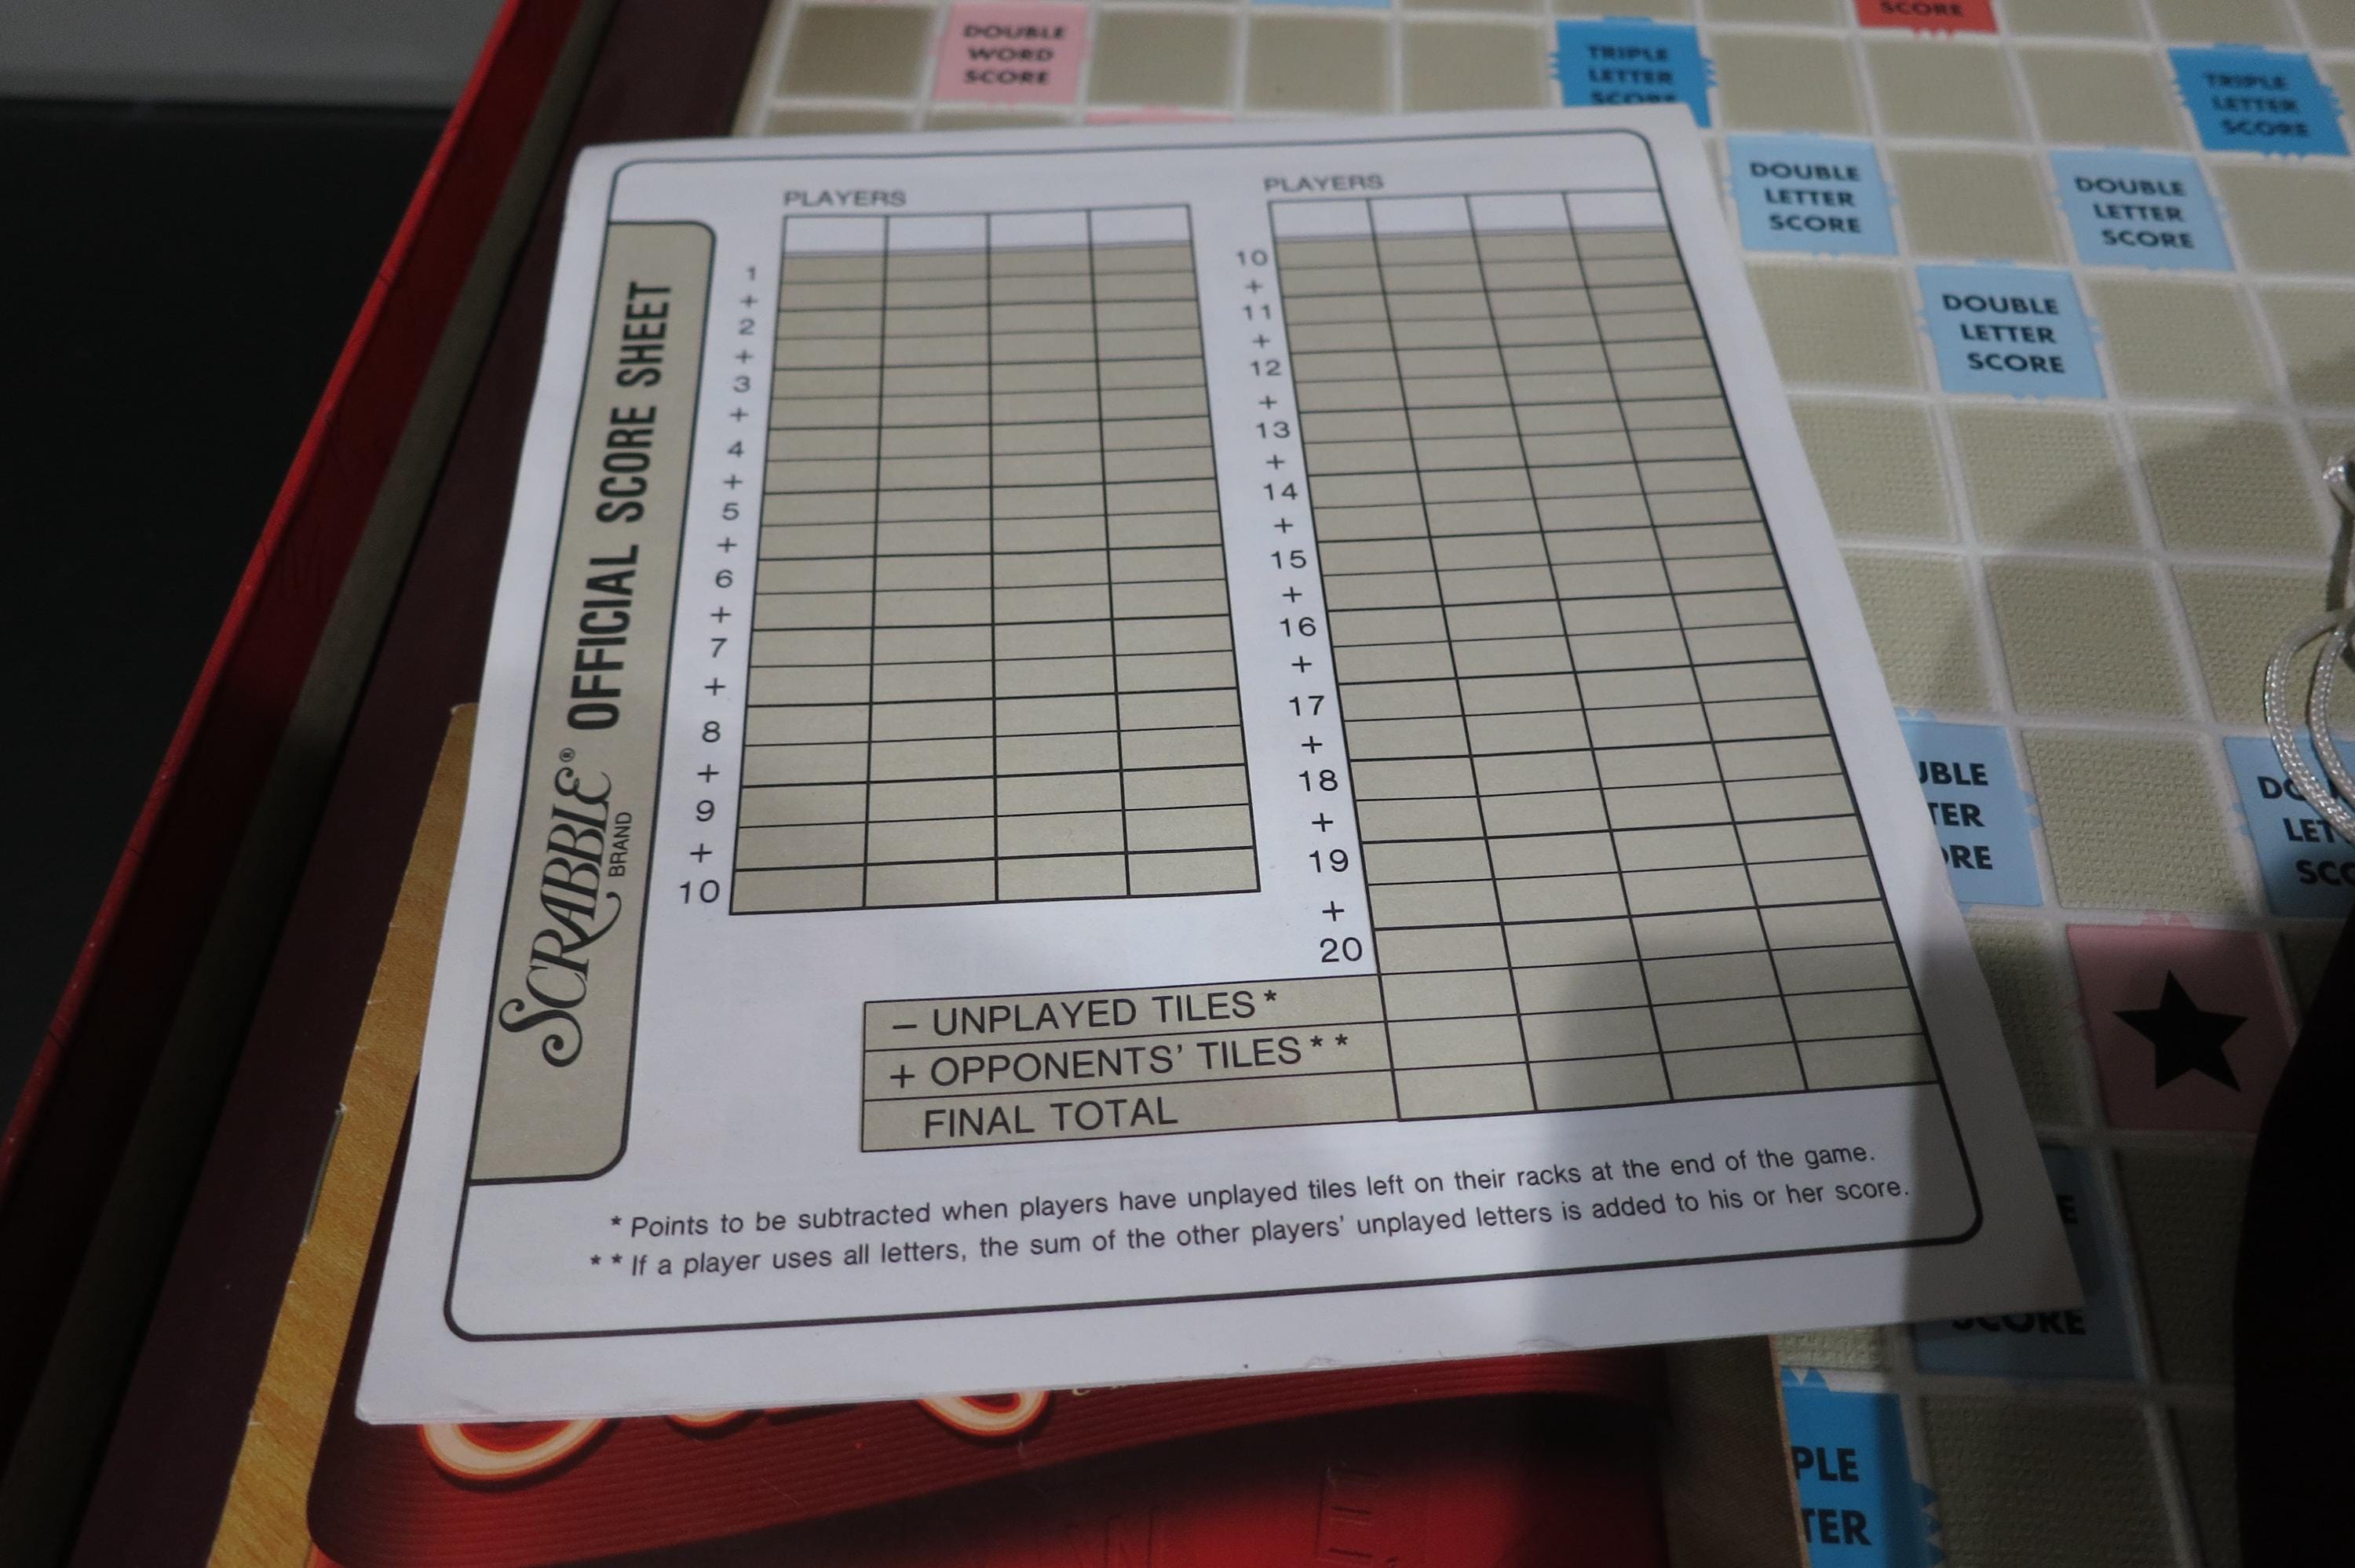 DOUBLE
WORD
SCORE
TRIPLE
LETTER
SCORE
SCORE
TRIPLE
LETTER
SCORE
DOUBLE
LETTER
SCORE
DOUBLE
LETTER
SCORE
DOUBLE
LETTER
SCORE
SCRABBLE® OFFICIAL SCORE SHEET
BRAND
PLAYERS
1
+
2
+
3
+
4
+
5
+
6
+
7
+
8
+
9
+
10
PLAYERS
10
+
11
+
12
+
13
+
14
+
15
+
16
+
17
+
18
+
19
+
20
– UNPLAYED TILES *
+ OPPONENTS' TILES * *
FINAL TOTAL
* Points to be subtracted when players have unplayed tiles left on their racks at the end of the game.
* * If a player uses all letters, the sum of the other players' unplayed letters is added to his or her score.
SCORE